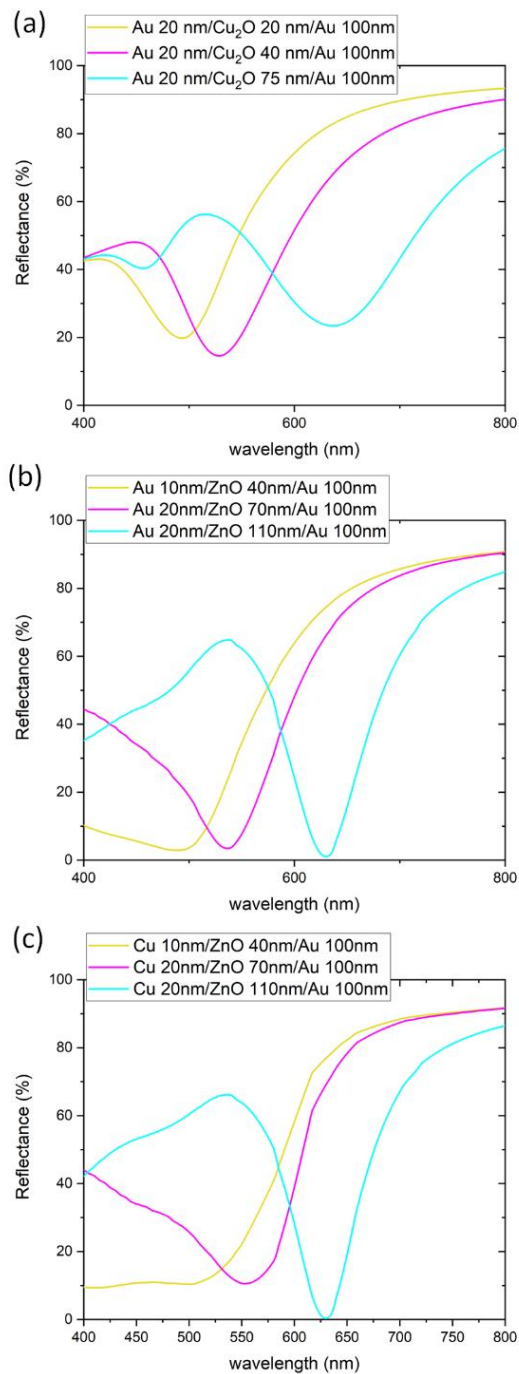 (a)
Au 20 nm/Cu₂O 20 nm/Au 100nm
Au 20 nm/Cu₂O 40 nm/Au 100nm
Au 20 nm/Cu₂O 75 nm/Au 100nm
100
80
60
40
20
0
Reflectance (%)
400
500
600
700
800
wavelength (nm)
(b)
Au 10nm/ZnO 40nm/Au 100nm
Au 20nm/ZnO 70nm/Au 100nm
Au 20nm/ZnO 110nm/Au 100nm
100
80
60
40
20
0
Reflectance (%)
400
500
600
700
800
wavelength (nm)
(c)
Cu 10nm/ZnO 40nm/Au 100nm
Cu 20nm/ZnO 70nm/Au 100nm
Cu 20nm/ZnO 110nm/Au 100nm
100
80
60
40
20
0
Reflectance (%)
400
450
500
550
600
650
700
750
800
wavelength (nm)